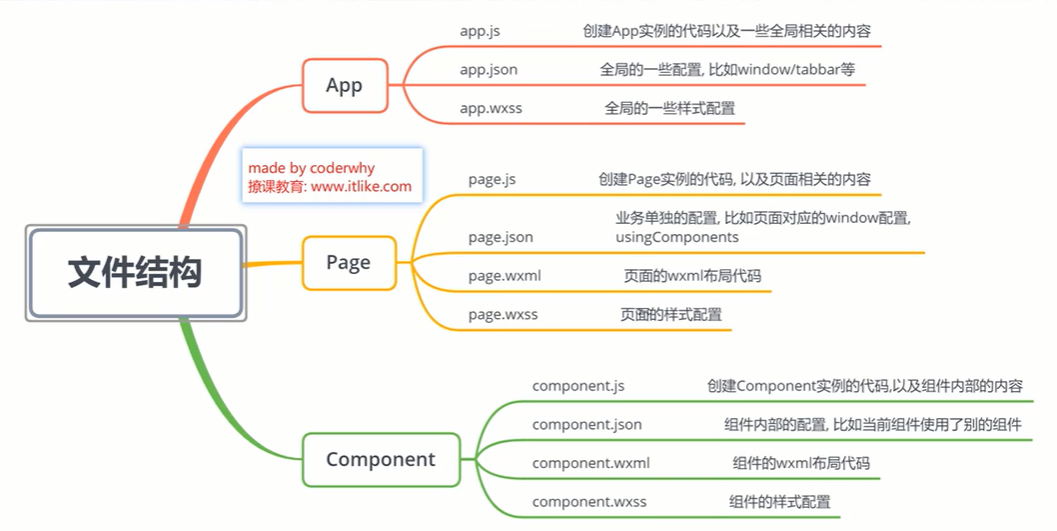 app.js 创建App实例的代码以及一些全局相关的内容
app.json 全局的一些配置, 比如window/tabbar等
App
app.wxss 全局的一些样式配置
made by coderwhy
撩课教育: www.itlike.com
page.js 创建Page实例的代码, 以及页面相关的内容
业务单独的配置, 比如页面对应的window配置,
page.json usingComponents
文件结构
Page
page.wxml 页面的wxml布局代码
page.wxss 页面的样式配置
component.js 创建Component实例的代码,以及组件内部的内容
component.json 组件内部的配置, 比如当前组件使用了别的组件
Component
component.wxml 组件的wxml布局代码
component.wxss 组件的样式配置